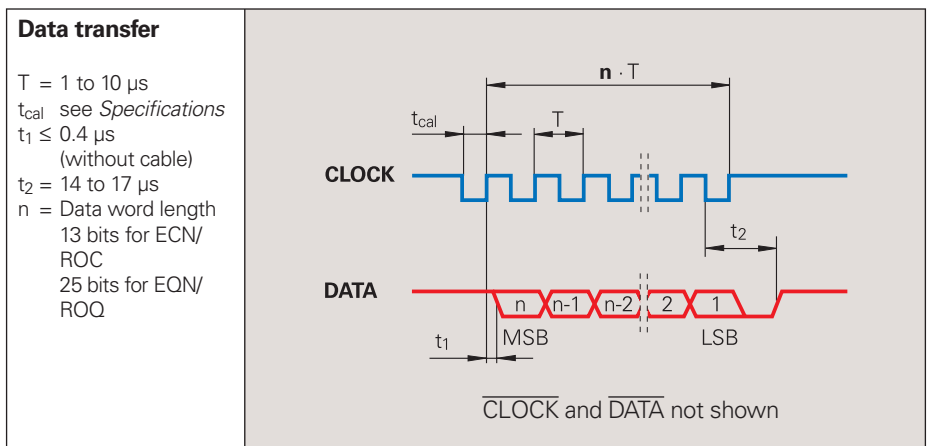 Data transfer
T = 1 to 10 µs
tcal see Specifications
t1 ≤ 0.4 µs
(without cable)
t2 = 14 to 17 µs
n = Data word length
13 bits for ECN/
ROC
25 bits for EQN/
ROQ
n · T
tcal
T
CLOCK
t2
DATA
n
n-1
n-2
2
1
t1
MSB
LSB
C̅L̅O̅C̅K̅ and D̅A̅T̅A̅ not shown